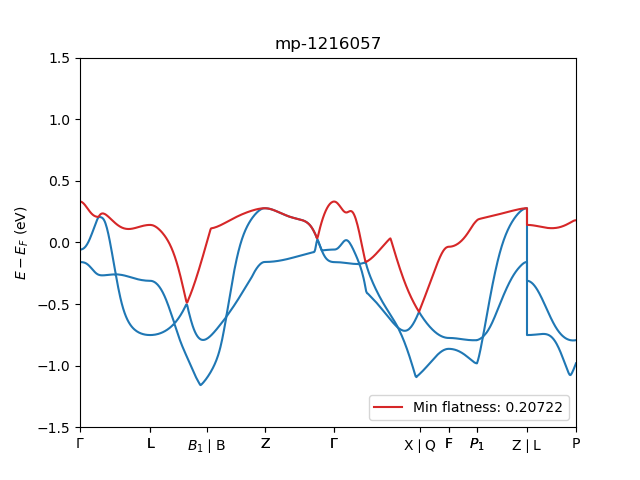 mp-1216057
E − E_F (eV)
1.5
1.0
0.5
0.0
−0.5
−1.0
−1.5
Min flatness: 0.20722
Γ L B₁ | B Z Γ X | Q F P₁ Z | L P